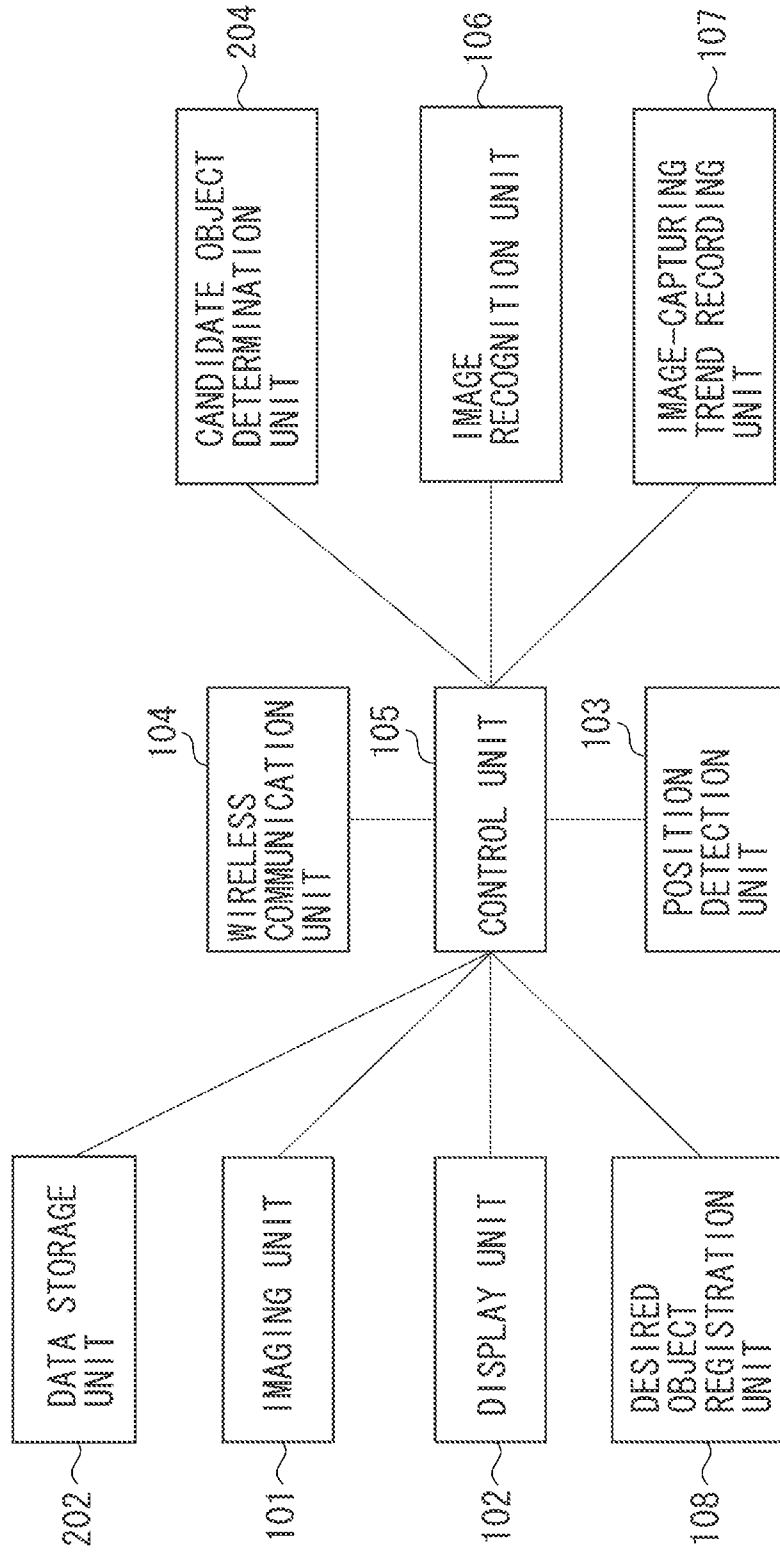 202
DATA STORAGE
UNIT
101
IMAGING UNIT
102
DISPLAY UNIT
108
DESIRED
OBJECT
REGISTRATION
UNIT
104
WIRELESS
COMMUNICATION
UNIT
105
CONTROL UNIT
103
POSITION
DETECTION
UNIT
204
CANDIDATE OBJECT
DETERMINATION
UNIT
106
IMAGE
RECOGNITION UNIT
107
IMAGE-CAPTURING
TREND RECORDING
UNIT